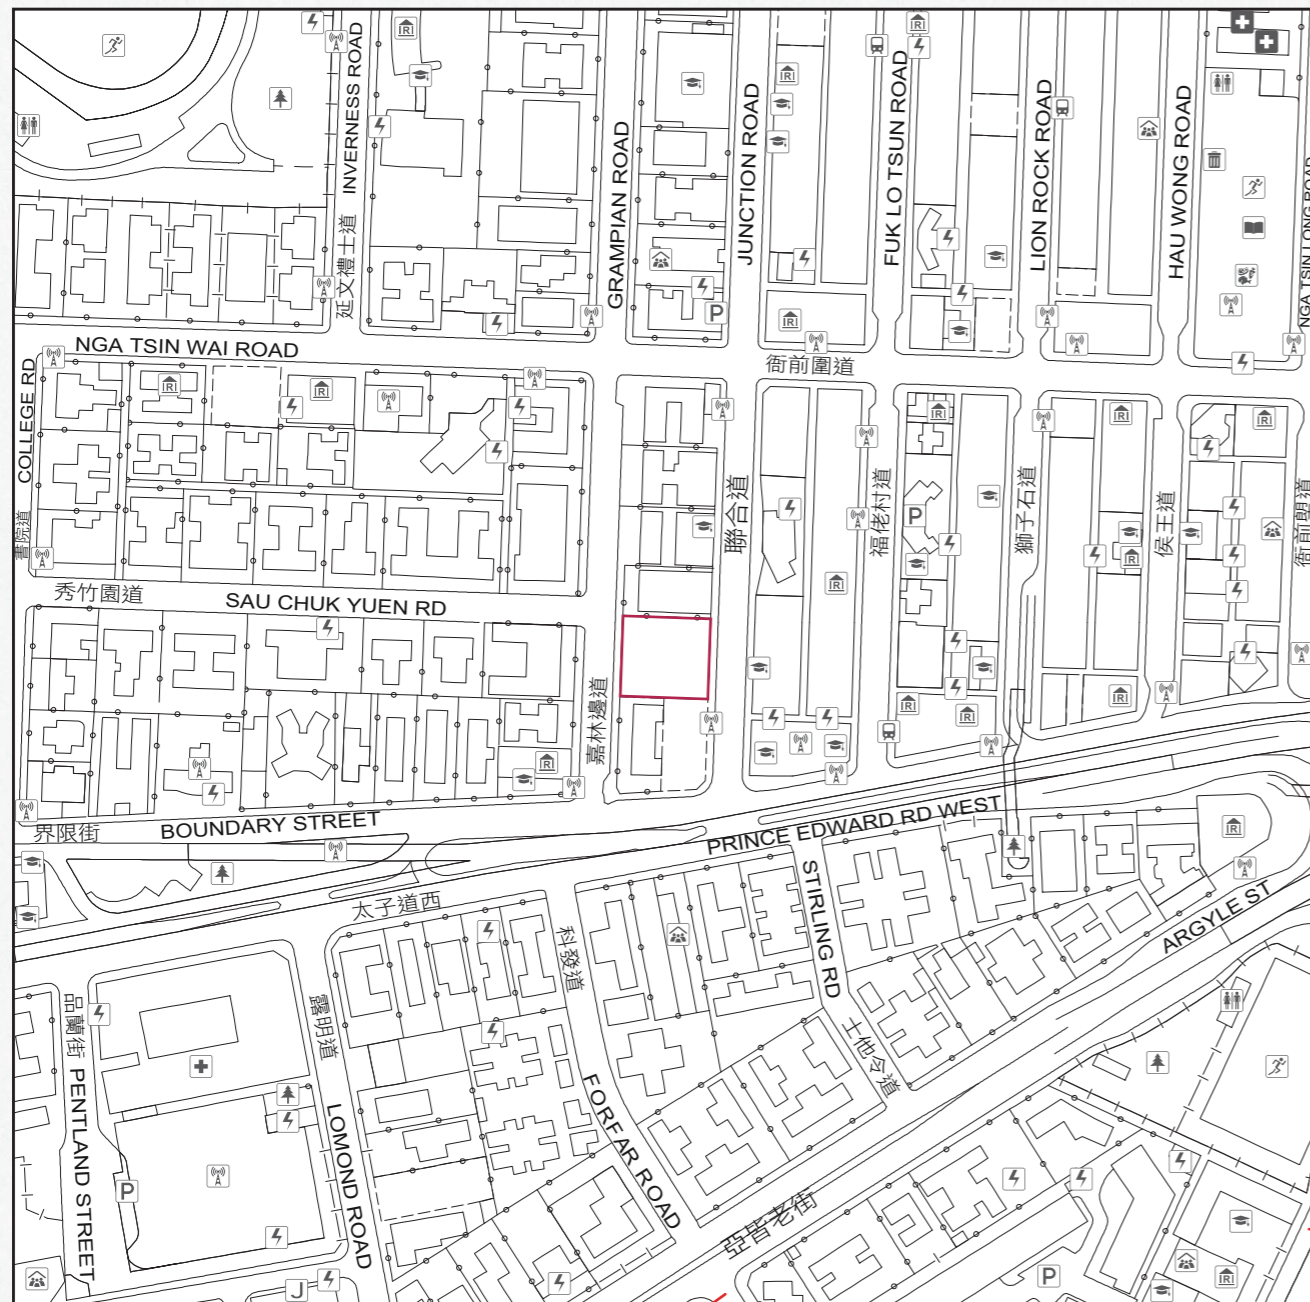 INVERNESS ROAD
延文禮士道
GRAMPIAN ROAD
JUNCTION ROAD
FUK LO TSUN ROAD
LION ROCK ROAD
HAU WONG ROAD
NGA TSIN LONG ROAD
P
NGA TSIN WAI ROAD
衙前圍道
COLLEGE RD
書院道
聯合道
福佬村道
P
獅子石道
侯王道
衙前塱道
秀竹園道
SAU CHUK YUEN RD
嘉林邊道
界限街
BOUNDARY STREET
PRINCE EDWARD RD WEST
太子道西
STIRLING RD
士他令道
ARGYLE ST
亞皆老街
科發道
FORFAR ROAD
露明道
LOMOND ROAD
品蘭街
PENTLAND STREET
P
J
P